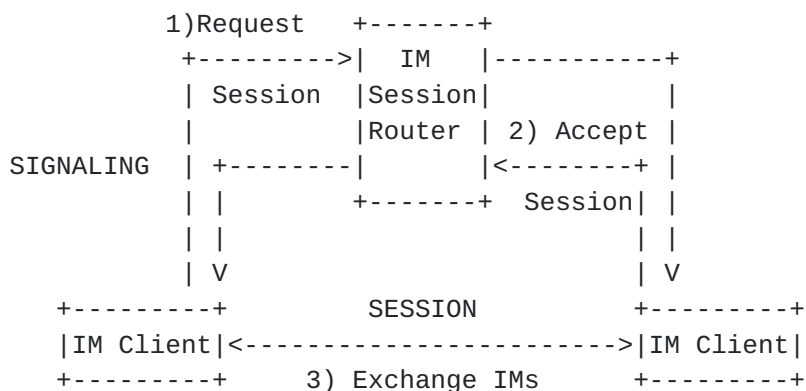 1)Request   +-------+
+--------->|  IM   |-----------+
| Session  |Session|           |
|          |Router | 2) Accept |
SIGNALING  | +--------|       |<--------+ |
| |        +-------+  Session| |
| |                          | |
| V                          | V
+---------+         SESSION          +---------+
|IM Client|<------------------------>|IM Client|
+---------+     3) Exchange IMs      +---------+